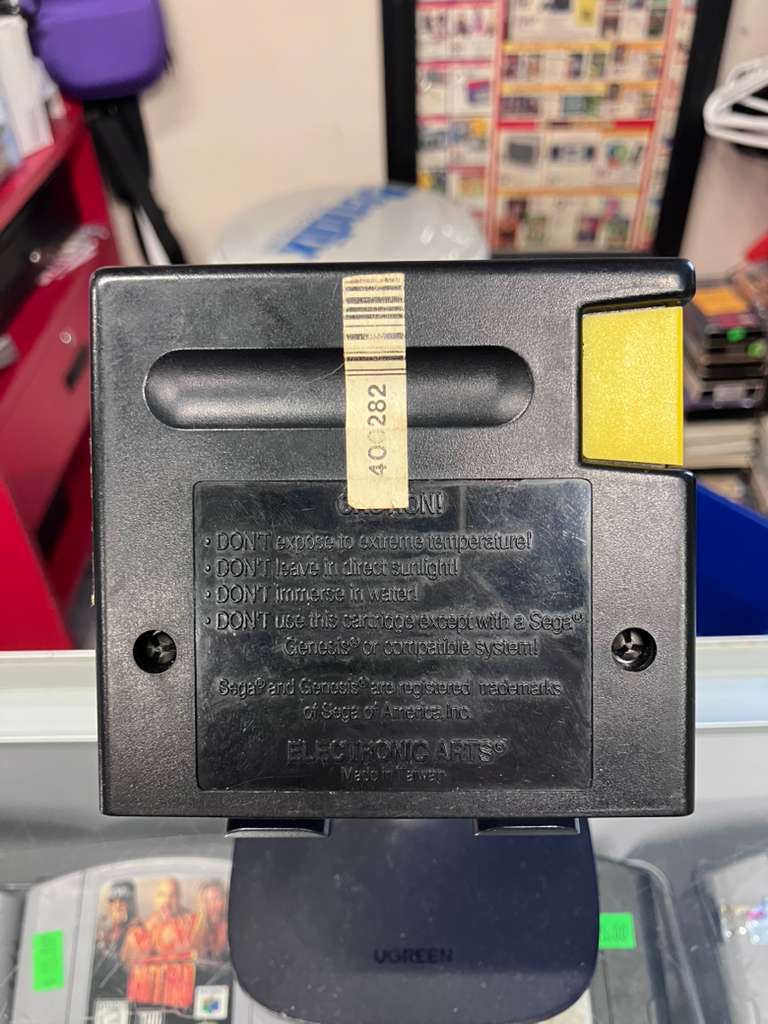 400282
CAUTION!
• DON'T expose to extreme temperature!
• DON'T leave in direct sunlight!
• DON'T immerse in water!
• DON'T use this cartridge except with a Sega®
Genesis® or compatible system!
Sega® and Genesis® are registered trademarks
of Sega of America Inc.
ELECTRONIC ARTS®
Made in Taiwan
UGREEN